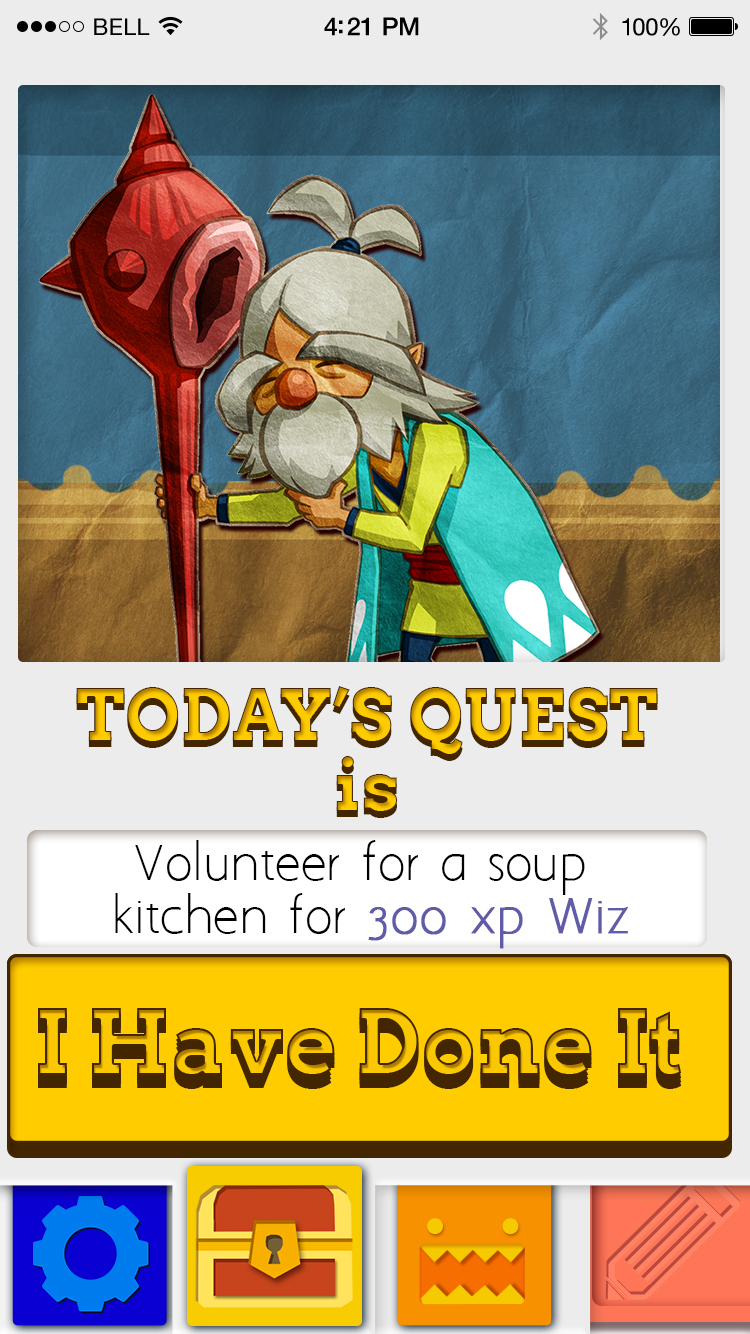 BELL 4:21 PM 100%
TODAY'S QUEST
is
Volunteer for a soup
kitchen for 300 xp Wiz
I Have Done It